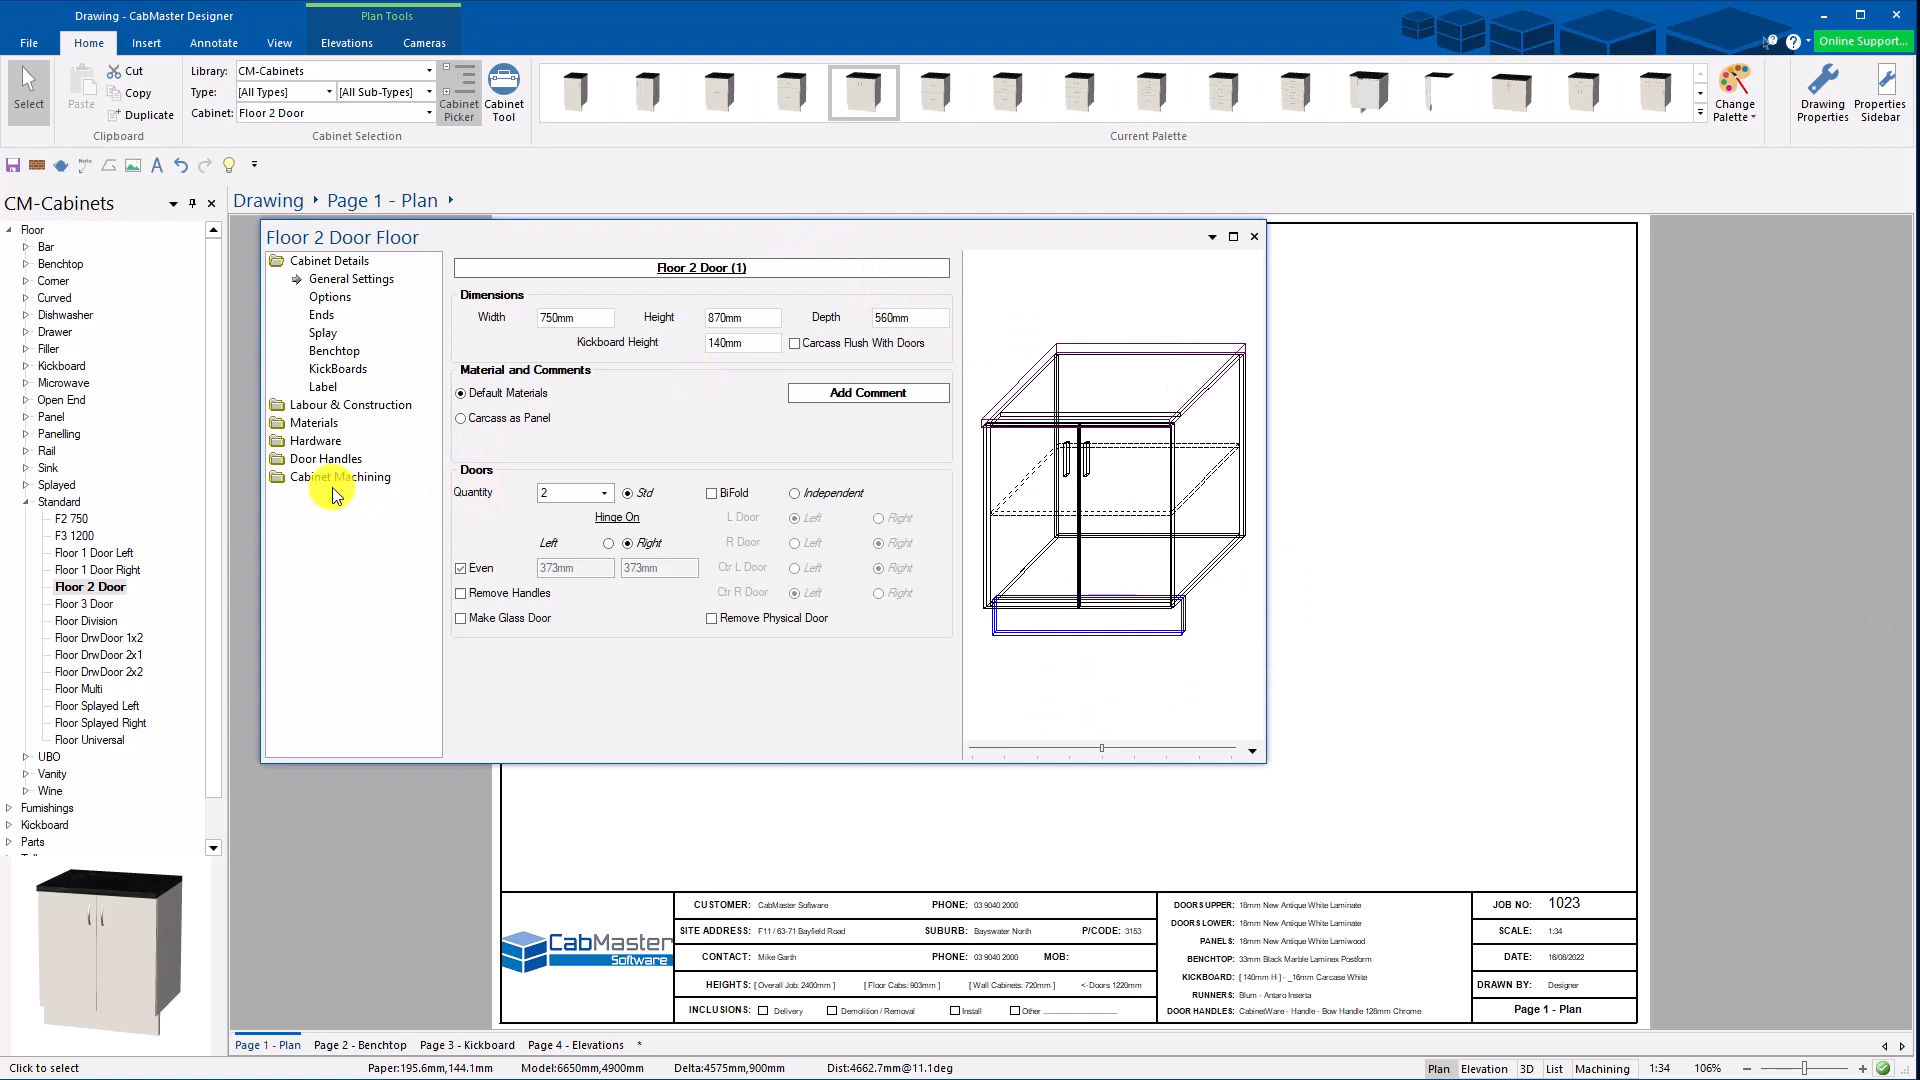 Drawing - CabMaster Designer
Plan Tools
File
Home
Insert
Annotate
View
Elevations
Cameras
Online Support...
Select
Paste
Cut
Copy
Duplicate
Clipboard
Library: CM-Cabinets
Type: [All Types] [All Sub-Types]
Cabinet: Floor 2 Door
Cabinet Selection
Cabinet Picker
Cabinet Tool
Current Palette
Change Palette
Drawing Properties
Properties Sidebar
CM-Cabinets
Drawing
Page 1 - Plan
Floor
Bar
Benchtop
Corner
Curved
Dishwasher
Drawer
Filler
Kickboard
Microwave
Open End
Panel
Panelling
Rail
Sink
Splayed
Standard
F2 750
F3 1200
Floor 1 Door Left
Floor 1 Door Right
Floor 2 Door
Floor 3 Door
Floor Division
Floor DrwDoor 1x2
Floor DrwDoor 2x1
Floor DrwDoor 2x2
Floor Multi
Floor Splayed Left
Floor Splayed Right
Floor Universal
UBO
Vanity
Wine
Furnishings
Kickboard
Parts
Floor 2 Door Floor
Cabinet Details
General Settings
Options
Ends
Splay
Benchtop
KickBoards
Label
Labour & Construction
Materials
Hardware
Door Handles
Cabinet Machining
Floor 2 Door (1)
Dimensions
Width 750mm Height 870mm Depth 560mm
Kickboard Height 140mm Carcass Flush With Doors
Material and Comments
Default Materials
Add Comment
Carcass as Panel
Doors
Quantity 2 Std BiFold Independent
Hinge On L Door Left Right
Left Right R Door Left Right
Even 373mm 373mm Ctr L Door Left Right
Remove Handles Ctr R Door Left Right
Make Glass Door Remove Physical Door
CabMaster
Software
CUSTOMER: CabMaster Software PHONE: 03 9040 2000
SITE ADDRESS: F11 / 63-71 Bayfield Road SUBURB: Bayswater North P/CODE: 3153
CONTACT: Mike Garth PHONE: 03 9040 2000 MOB:
HEIGHTS: [ Overall Job: 2400mm ] [ Floor Cabs: 903mm ] [ Wall Cabinets: 720mm ] <-Doors 1220mm
INCLUSIONS: Delivery Demolition / Removal Install Other
DOORS UPPER: 18mm New Antique White Laminate
DOORS LOWER: 18mm New Antique White Laminate
PANELS: 18mm New Antique White Lamiwood
BENCHTOP: 33mm Black Marble Laminex Postform
KICKBOARD: [ 140mm H ] - _16mm Carcase White
RUNNERS: Blum - Antaro Inserta
DOOR HANDLES: CabinetWare - Handle - Bow Handle 128mm Chrome
JOB NO: 1023
SCALE: 1:34
DATE: 16/08/2022
DRAWN BY: Designer
Page 1 - Plan
Page 1 - Plan Page 2 - Benchtop Page 3 - Kickboard Page 4 - Elevations *
Click to select
Paper:195.6mm,144.1mm
Model:6650mm,4900mm
Delta:4575mm,900mm
Dist:4662.7mm@11.1deg
Plan Elevation 3D List Machining
1:34
106%